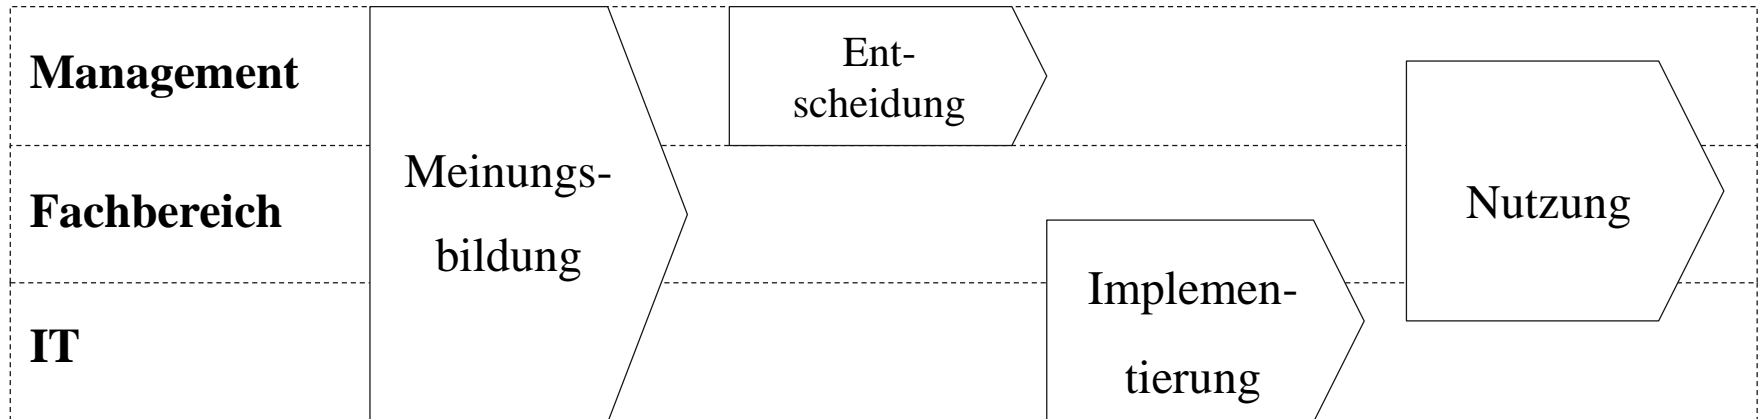 Management
Fachbereich
IT
Meinungs-
bildung
Ent-
scheidung
Implemen-
tierung
Nutzung